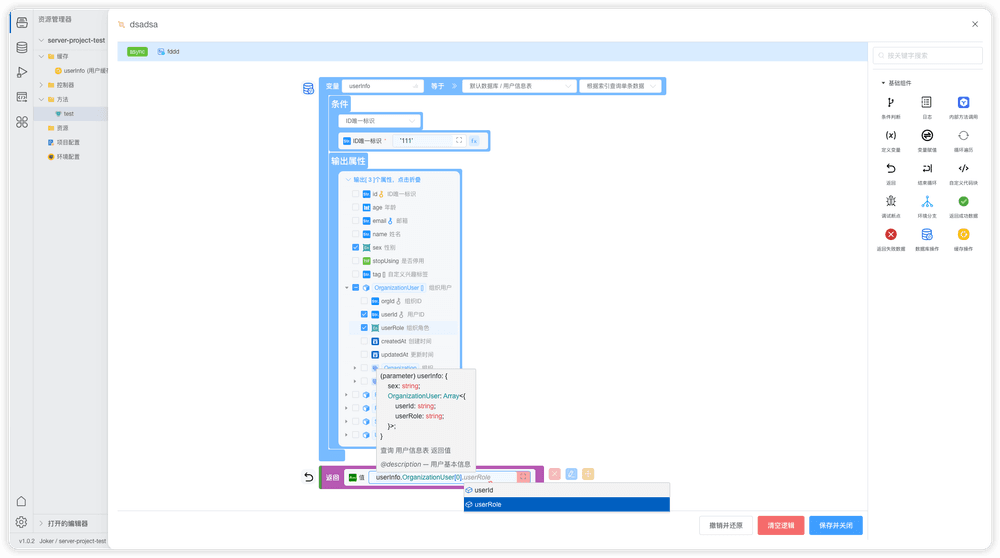 资源管理器
server-project-test
缓存
userInfo (用户缓存
控制器
方法
test
资源
项目配置
环境配置
打开的编辑器
v1.0.2 Joker / server-project-test
dsadsa
async fddd
变量 userInfo 等于 默认数据库 / 用户信息表 根据索引查询单条数据
条件
ID唯一标识
ID唯一标识 * "111" fx
输出属性
输出[ 3 ]个属性，点击折叠
id ID唯一标识
age 年龄
email 邮箱
name 姓名
sex 性别
stopUsing 是否停用
tag [] 自定义兴趣标签
OrganizationUser [] 组织用户
orgId 组织ID
userId 用户ID
userRole 组织角色
createdAt 创建时间
updatedAt 更新时间
Organization 组织
(parameter) userInfo: {
sex: string;
OrganizationUser: Array<{
userId: string;
userRole: string;
}>;
}
查询 用户信息表 返回值
@description — 用户基本信息
返回 值 userInfo.OrganizationUser[0].userRole
userId
userRole
按关键字搜索
基础组件
条件判断 日志 内部方法调用
定义变量 变量赋值 循环遍历
返回 结束循环 自定义代码块
调试断点 环境分支 返回成功数据
返回失败数据 数据库操作 缓存操作
撤销并还原 清空逻辑 保存并关闭